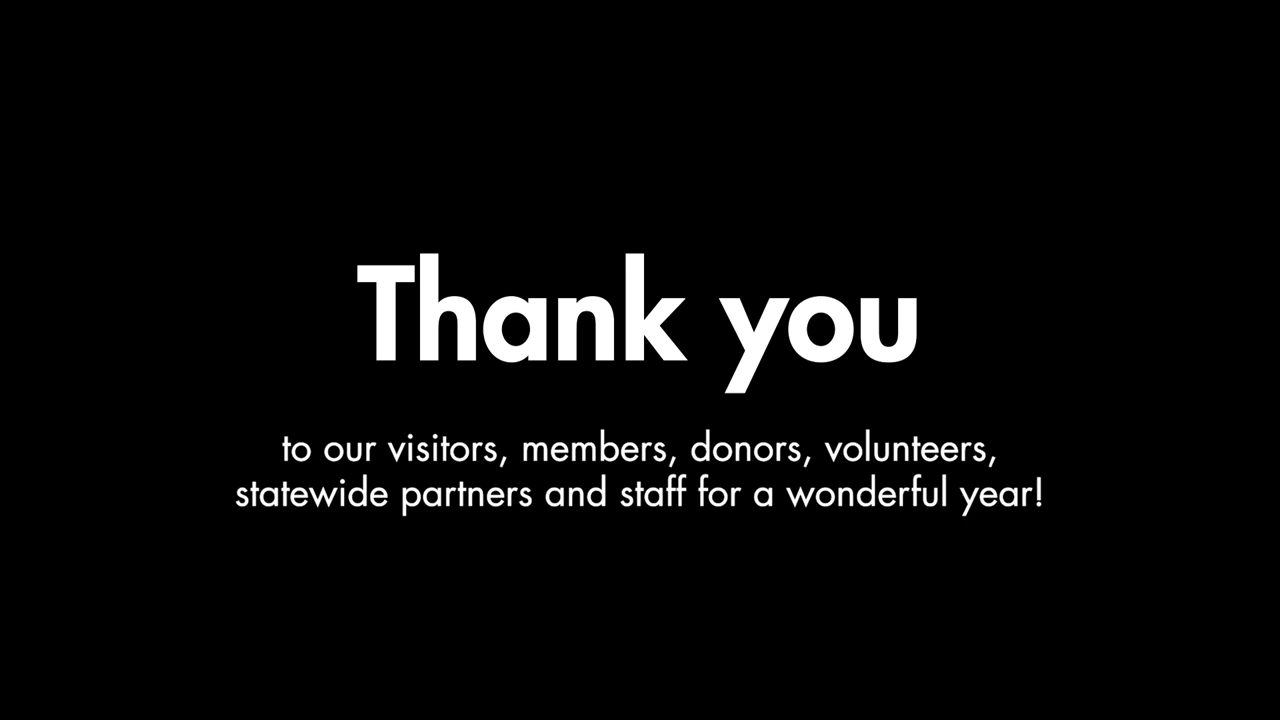 Thank you
to our visitors, members, donors, volunteers,
statewide partners and staff for a wonderful year!